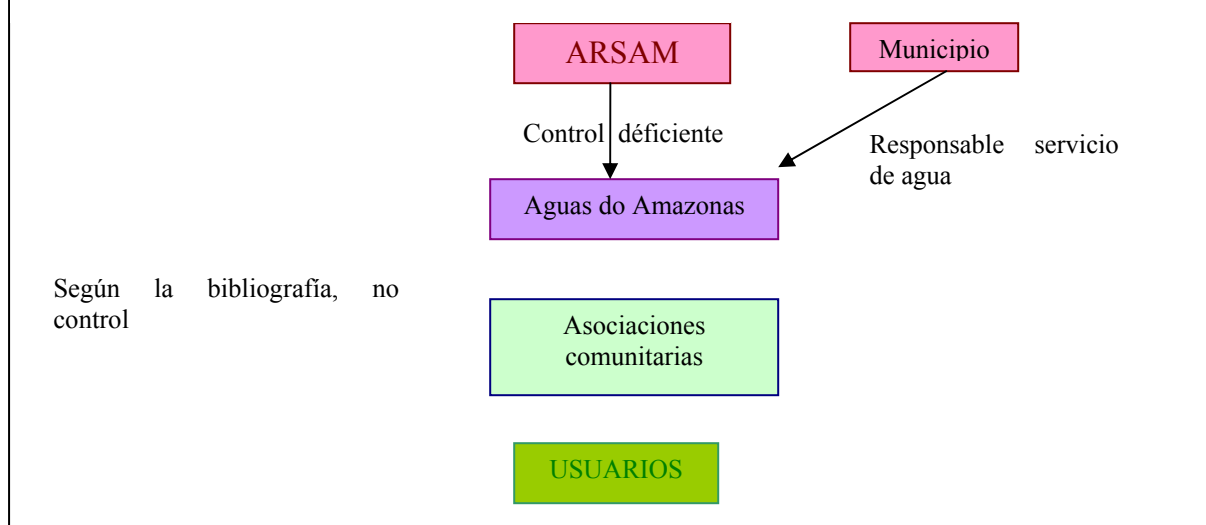 ARSAM
Municipio
Control déficiente
Responsable servicio
de agua
Aguas do Amazonas
Según la bibliografía, no
control
Asociaciones
comunitarias
USUARIOS